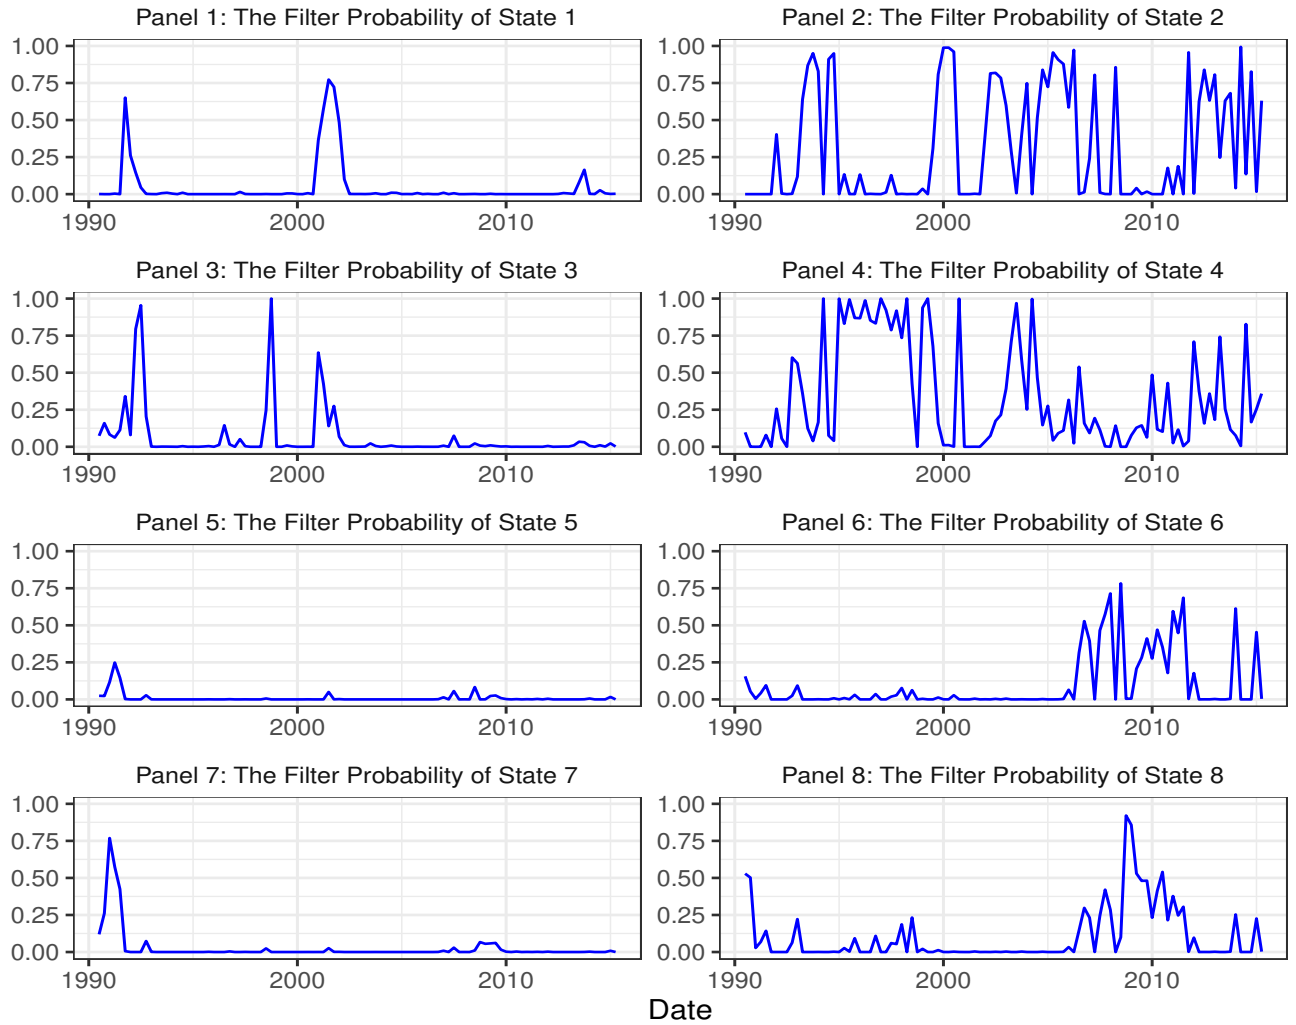 Panel 1: The Filter Probability of State 1
1.00
0.75
0.50
0.25
0.00
1990 2000 2010
Panel 2: The Filter Probability of State 2
1.00
0.75
0.50
0.25
0.00
1990 2000 2010
Panel 3: The Filter Probability of State 3
1.00
0.75
0.50
0.25
0.00
1990 2000 2010
Panel 4: The Filter Probability of State 4
1.00
0.75
0.50
0.25
0.00
1990 2000 2010
Panel 5: The Filter Probability of State 5
1.00
0.75
0.50
0.25
0.00
1990 2000 2010
Panel 6: The Filter Probability of State 6
1.00
0.75
0.50
0.25
0.00
1990 2000 2010
Panel 7: The Filter Probability of State 7
1.00
0.75
0.50
0.25
0.00
1990 2000 2010
Panel 8: The Filter Probability of State 8
1.00
0.75
0.50
0.25
0.00
1990 2000 2010
Date